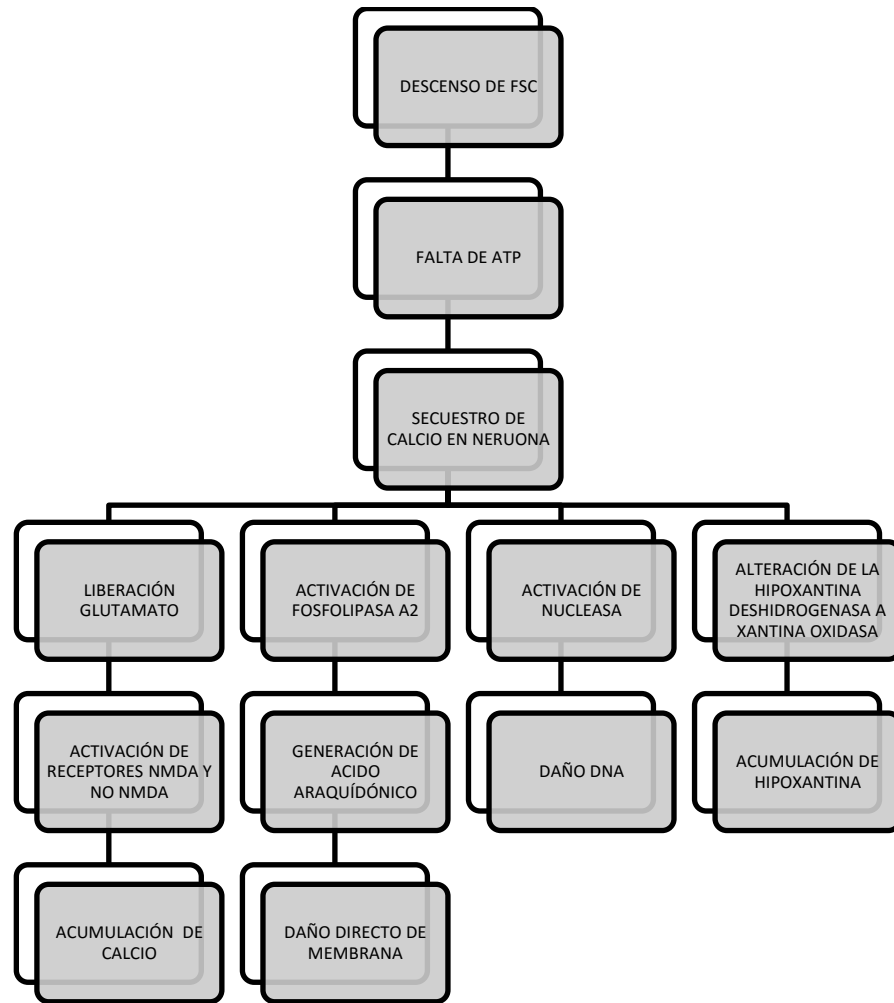 DESCENSO DE FSC
FALTA DE ATP
SECUESTRO DE
CALCIO EN NERUONA
LIBERACIÓN
GLUTAMATO
ACTIVACIÓN DE
FOSFOLIPASA A2
ACTIVACIÓN DE
NUCLEASA
ALTERACIÓN DE LA
HIPOXANTINA
DESHIDROGENASA A
XANTINA OXIDASA
ACTIVACIÓN DE
RECEPTORES NMDA Y
NO NMDA
GENERACIÓN DE
ACIDO
ARAQUÍDÓNICO
DAÑO DNA
ACUMULACIÓN DE
HIPOXANTINA
ACUMULACIÓN DE
CALCIO
DAÑO DIRECTO DE
MEMBRANA